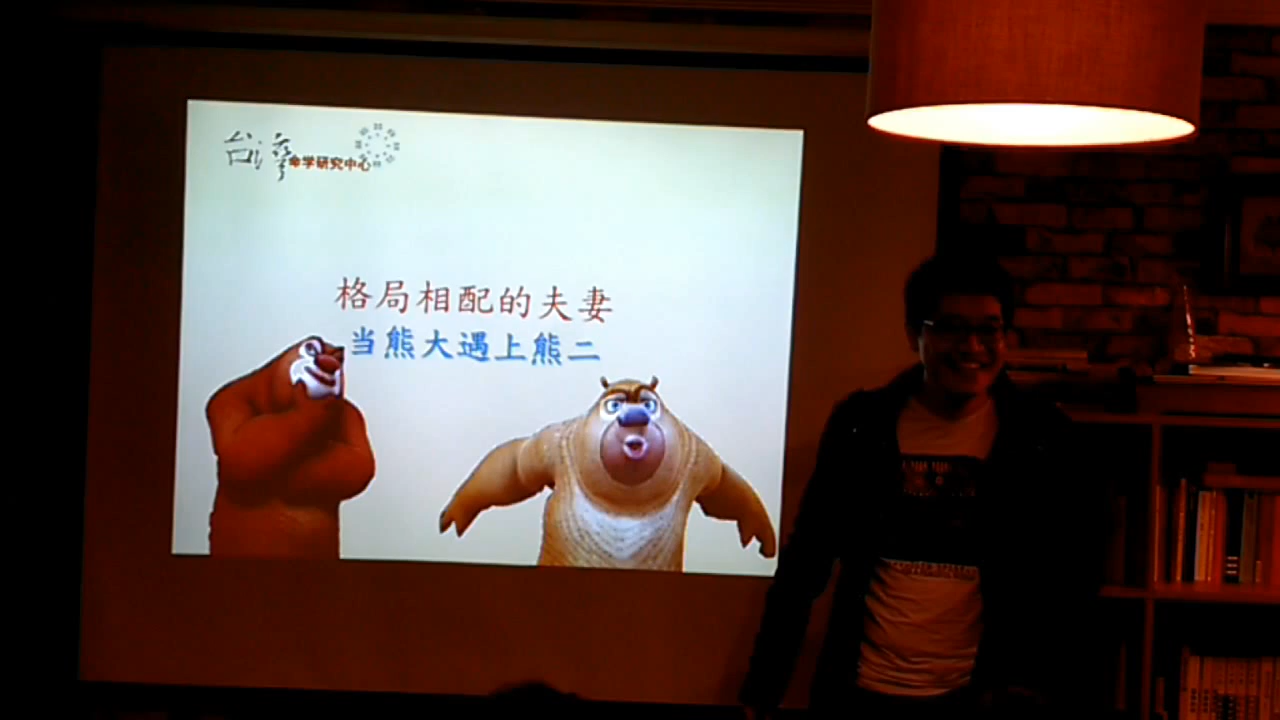 台湾命学研究中心
格局相配的夫妻
当熊大遇上熊二